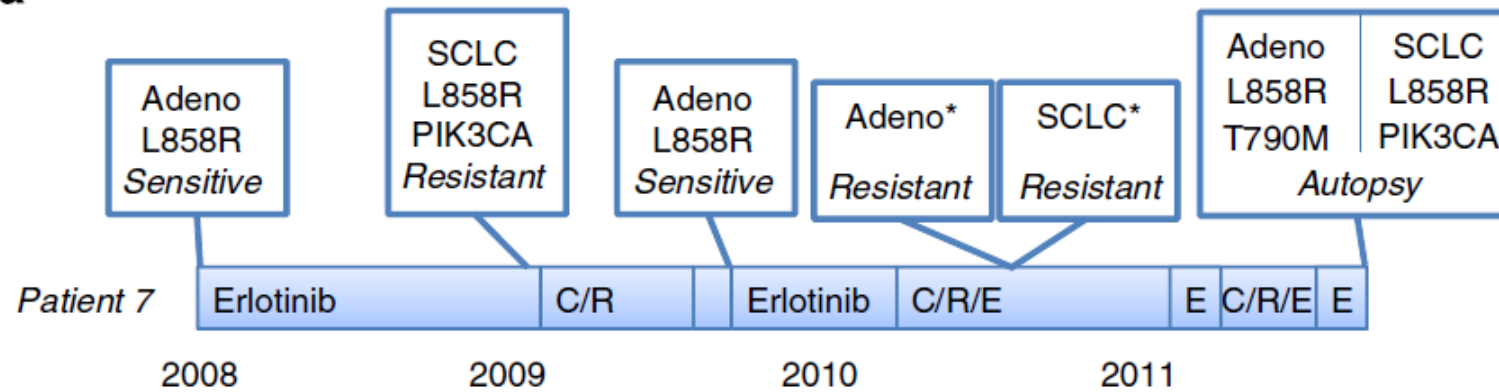 a
Adeno
L858R
Sensitive
SCLC
L858R
PIK3CA
Resistant
Adeno
L858R
Sensitive
Adeno*
Resistant
SCLC*
Resistant
Adeno
L858R
T790M
SCLC
L858R
PIK3CA
Autopsy
Patient 7
Erlotinib
C/R
Erlotinib
C/R/E
E
C/R/E
E
2008
2009
2010
2011